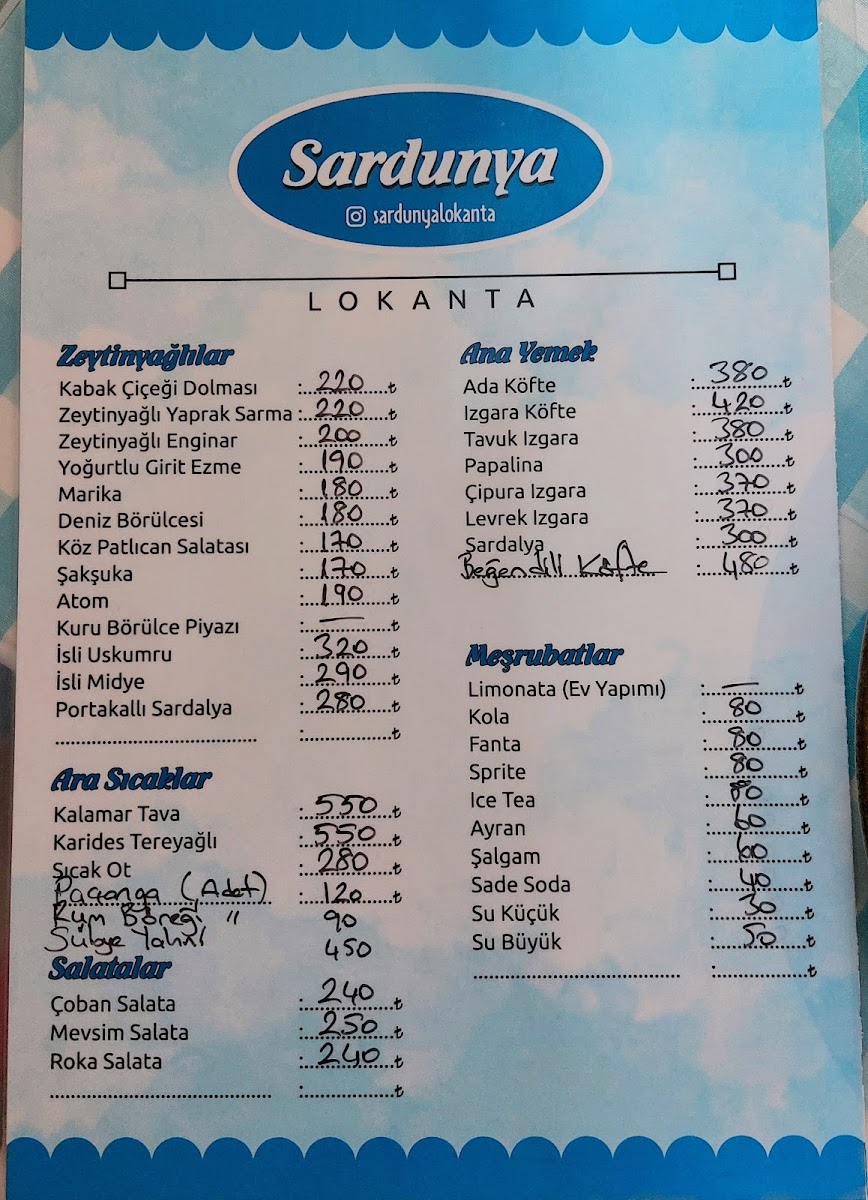 Sardunya
sardunyalokanta
LOKANTA
Zeytinyağlılar
Kabak Çiçeği Dolması :...220...₺
Zeytinyağlı Yaprak Sarma :...220...₺
Zeytinyağlı Enginar :...200...₺
Yoğurtlu Girit Ezme :...190...₺
Marika :...180...₺
Deniz Börülcesi :...180...₺
Köz Patlıcan Salatası :...170...₺
Şakşuka :...170...₺
Atom :...190...₺
Kuru Börülce Piyazı :...—...₺
İsli Uskumru :...320...₺
İsli Midye :...290...₺
Portakallı Sardalya :...280...₺
:...₺
Ara Sıcaklar
Kalamar Tava :...550...₺
Karides Tereyağlı :...550...₺
Sıcak Ot :...280...₺
Paçanga (Adet) :...120...₺
Rum Böreği " 90
Sübye Yahni 450
Salatalar
Çoban Salata :...240...₺
Mevsim Salata :...250...₺
Roka Salata :...240...₺
:...₺
Ana Yemek
Ada Köfte :...380...₺
Izgara Köfte :...420...₺
Tavuk Izgara :...380...₺
Papalina :...300...₺
Çipura Izgara :...370...₺
Levrek Izgara :...370...₺
Sardalya :...300...₺
Beğendili Köfte :...480...₺
Meşrubatlar
Limonata (Ev Yapımı) :...—...₺
Kola :...80...₺
Fanta :...80...₺
Sprite :...80...₺
Ice Tea :...80...₺
Ayran :...60...₺
Şalgam :...60...₺
Sade Soda :...40...₺
Su Küçük :...30...₺
Su Büyük :...50...₺
:...₺